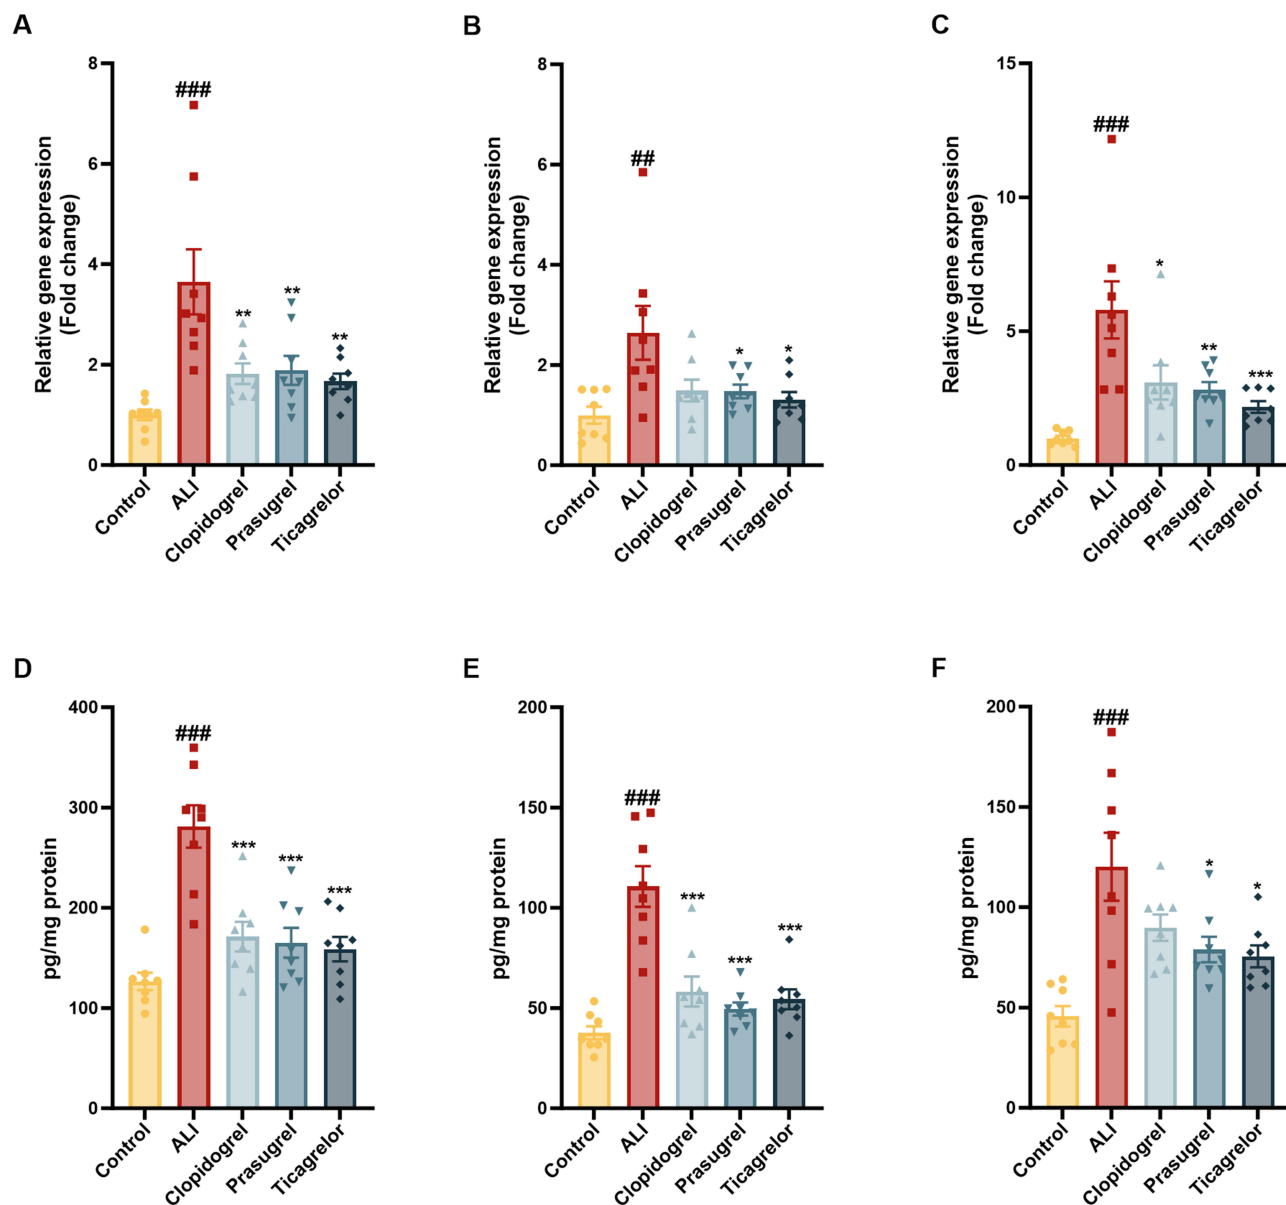 A
Relative gene expression
(Fold change)
8
6
4
2
0
###
**
**
**
Control
ALI
Clopidogrel
Prasugrel
Ticagrelor
B
Relative gene expression
(Fold change)
8
6
4
2
0
##
*
*
Control
ALI
Clopidogrel
Prasugrel
Ticagrelor
C
Relative gene expression
(Fold change)
15
10
5
0
###
*
**
***
Control
ALI
Clopidogrel
Prasugrel
Ticagrelor
D
pg/mg protein
400
300
200
100
0
###
***
***
***
Control
ALI
Clopidogrel
Prasugrel
Ticagrelor
E
pg/mg protein
200
150
100
50
0
###
***
***
***
Control
ALI
Clopidogrel
Prasugrel
Ticagrelor
F
pg/mg protein
200
150
100
50
0
###
*
*
Control
ALI
Clopidogrel
Prasugrel
Ticagrelor